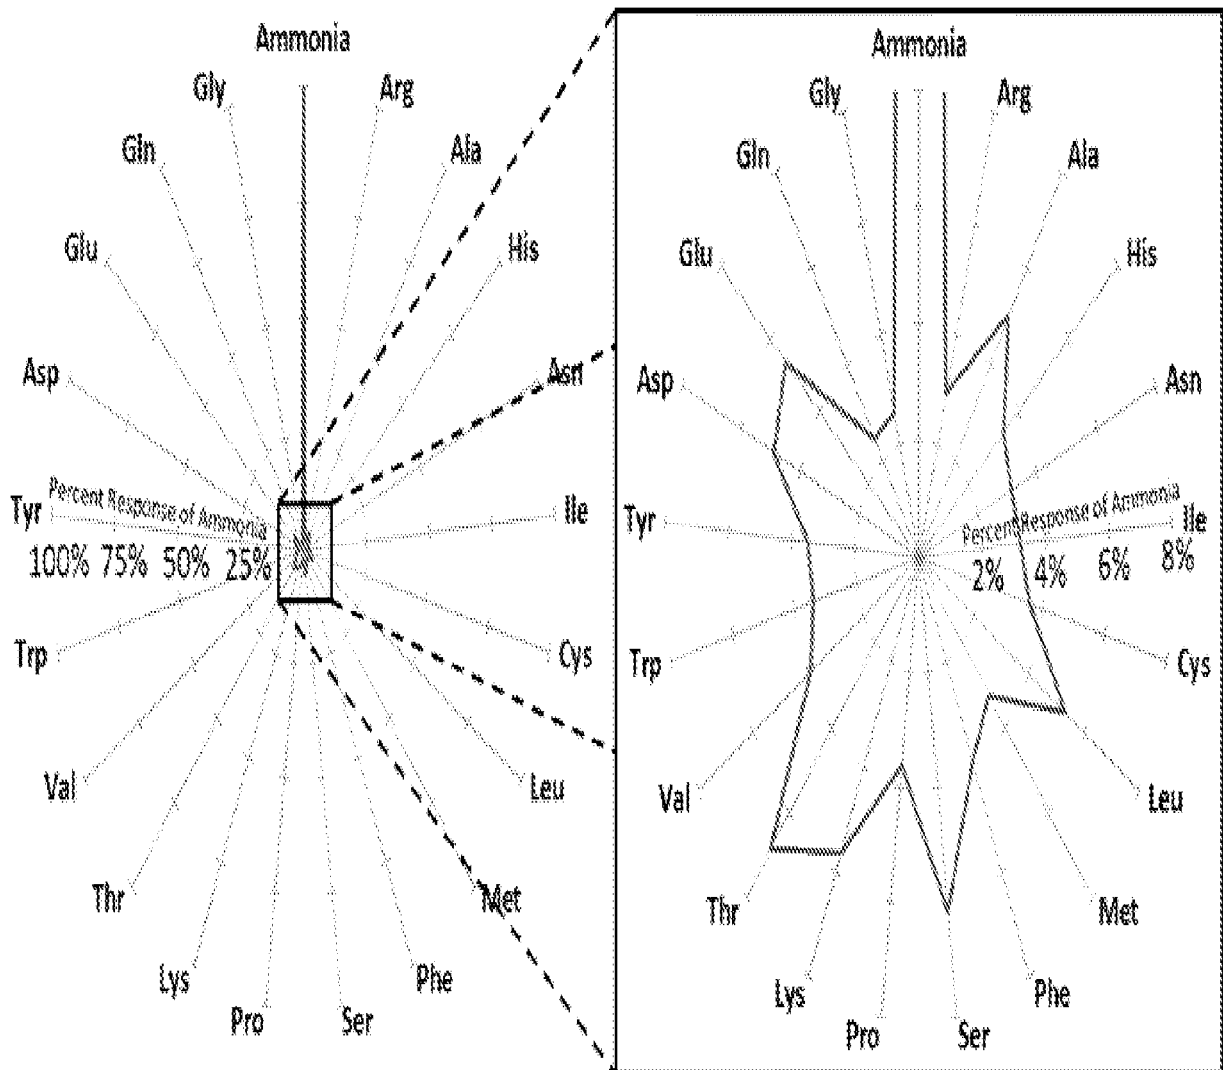 Ammonia
Gly
Arg
Gln
Ala
Glu
His
Asp
Asn
Percent Response of Ammonia
Tyr
Ile
100% 75% 50% 25%
Trp
Cys
Val
Leu
Thr
Met
Lys
Phe
Pro
Ser
Ammonia
Gly
Arg
Gln
Ala
Glu
His
Asp
Asn
Percent Response of Ammonia
Tyr
Ile
2% 4% 6% 8%
Trp
Cys
Val
Leu
Thr
Met
Lys
Phe
Pro
Ser